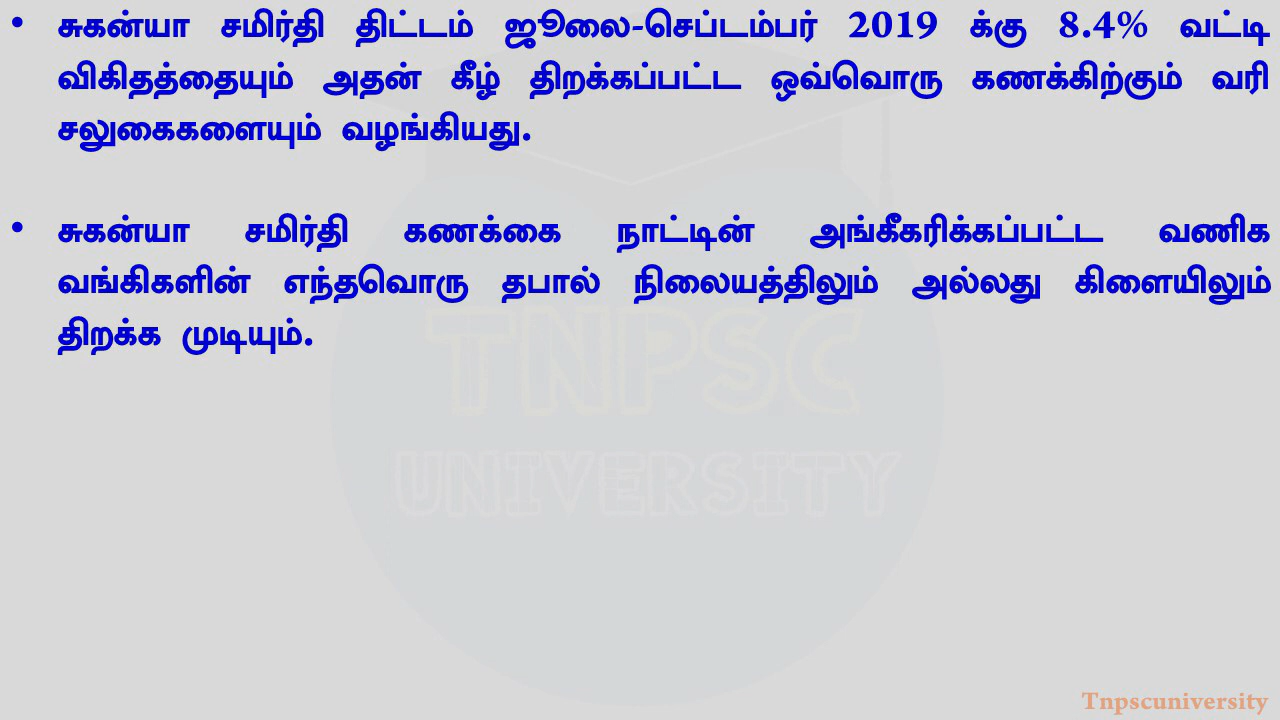 • சுகன்யா சமிர்தி திட்டம் ஜூலை-செப்டம்பர் 2019 க்கு 8.4% வட்டி
விகிதத்தையும் அதன் கீழ் திறக்கப்பட்ட ஒவ்வொரு கணக்கிற்கும் வரி
சலுகைகளையும் வழங்கியது.
• சுகன்யா சமிர்தி கணக்கை நாட்டின் அங்கீகரிக்கப்பட்ட வணிக
வங்கிகளின் எந்தவொரு தபால் நிலையத்திலும் அல்லது கிளையிலும்
திறக்க முடியும்.
TNPSC
UNIVERSITY
Tnpscuniversity